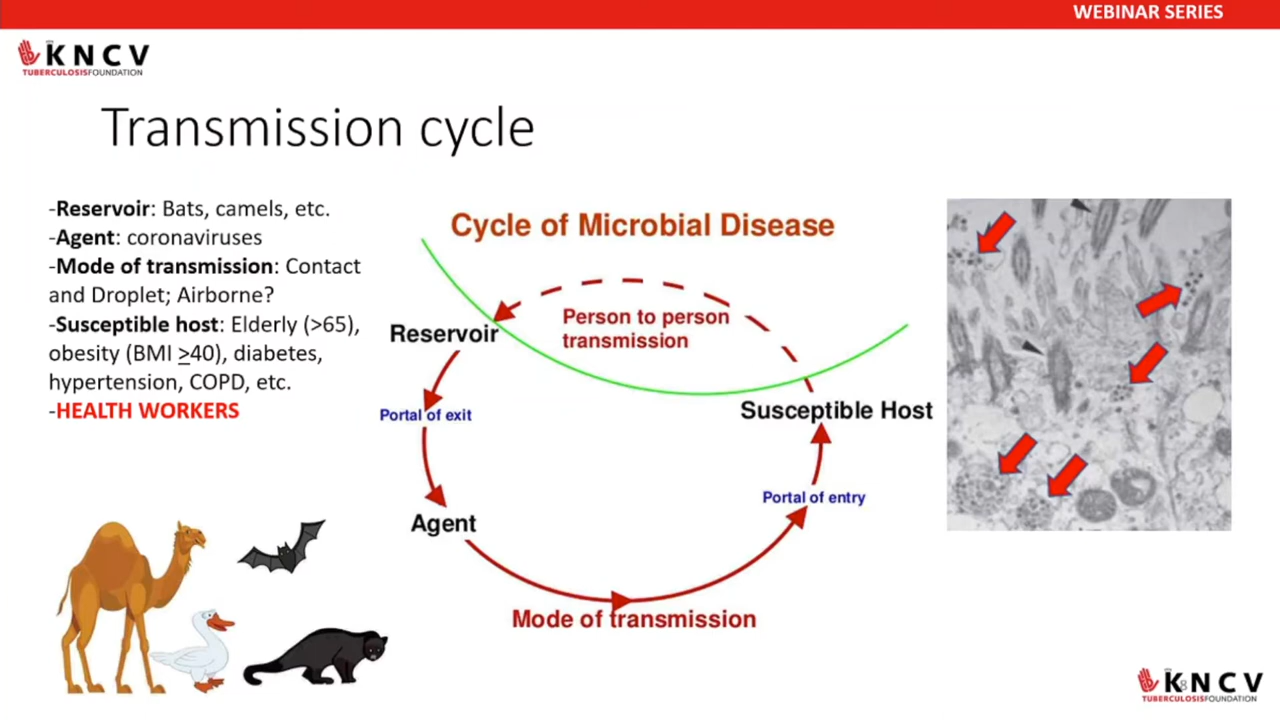 WEBINAR SERIES
KNCV
TUBERCULOSISFOUNDATION
Transmission cycle
-Reservoir: Bats, camels, etc.
-Agent: coronaviruses
-Mode of transmission: Contact
and Droplet; Airborne?
-Susceptible host: Elderly (>65),
obesity (BMI ≥40), diabetes,
hypertension, COPD, etc.
-HEALTH WORKERS
Cycle of Microbial Disease
Person to person
transmission
Reservoir
Portal of exit
Susceptible Host
Portal of entry
Agent
Mode of transmission
KNCV
TUBERCULOSISFOUNDATION
8